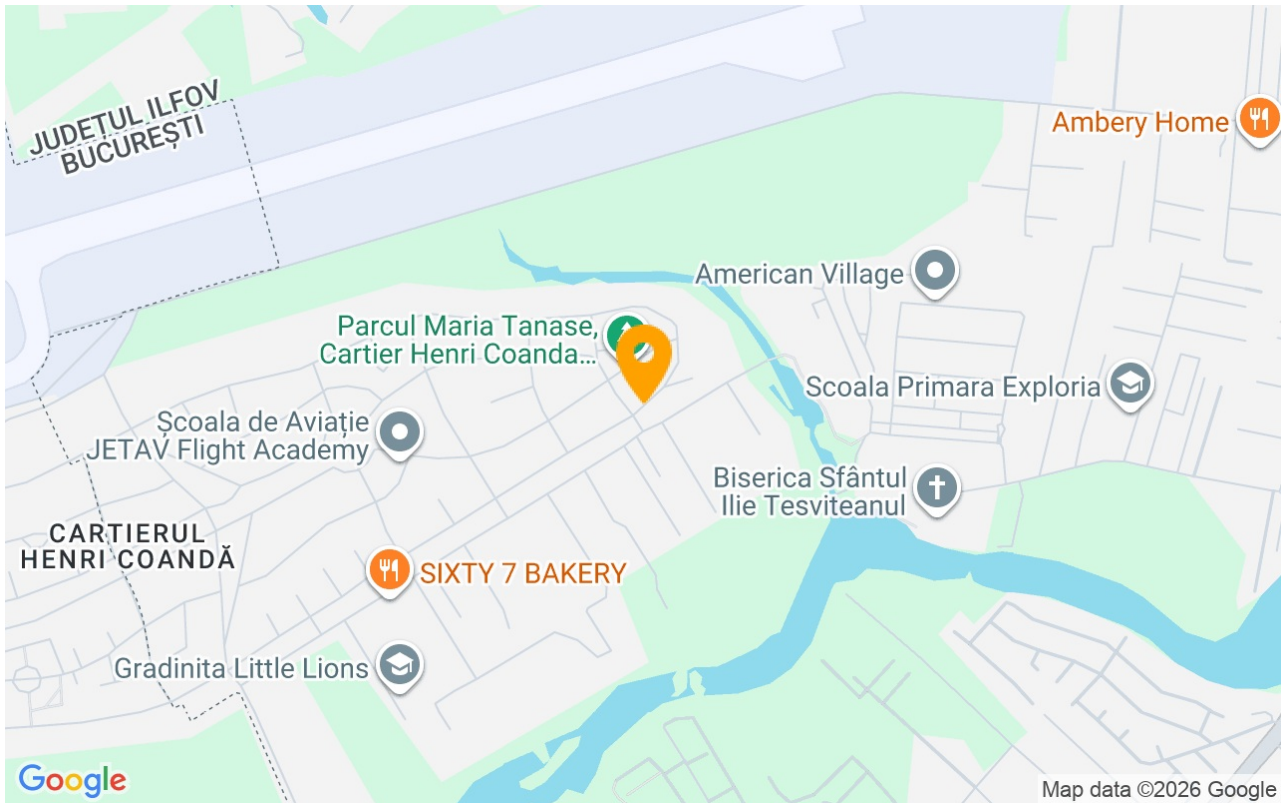 JUDEȚUL ILFOV
BUCUREȘTI
Ambery Home
American Village
Parcul Maria Tanase,
Cartier Henri Coanda...
Scoala Primara Exploria
Școala de Aviație
JETAV Flight Academy
Biserica Sfântul
Ilie Tesviteanul
CARTIERUL
HENRI COANDĂ
SIXTY 7 BAKERY
Gradinita Little Lions
Google
Map data ©2026 Google